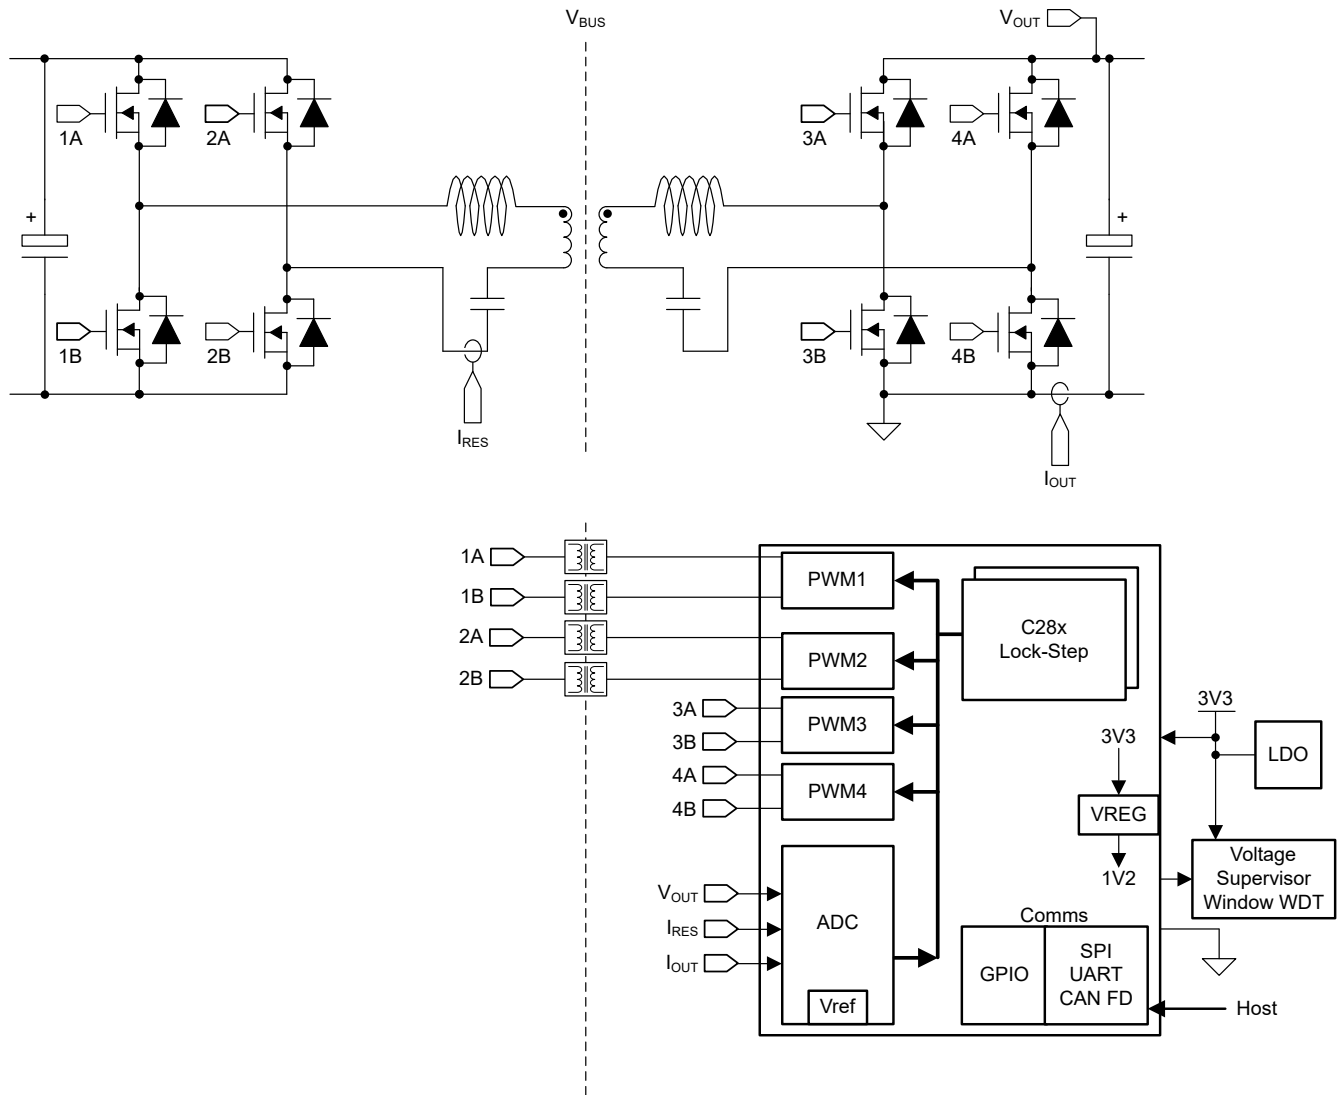 VBUS
VOUT
1A
2A
3A
4A
+
+
1B
2B
3B
4B
IRES
IOUT
1A
1B
2A
2B
3A
3B
4A
4B
PWM1
PWM2
PWM3
PWM4
C28x
Lock-Step
3V3
LDO
3V3
VREG
1V2
Voltage
Supervisor
Window WDT
VOUT
IRES
IOUT
ADC
Vref
Comms
GPIO
SPI
UART
CAN FD
Host